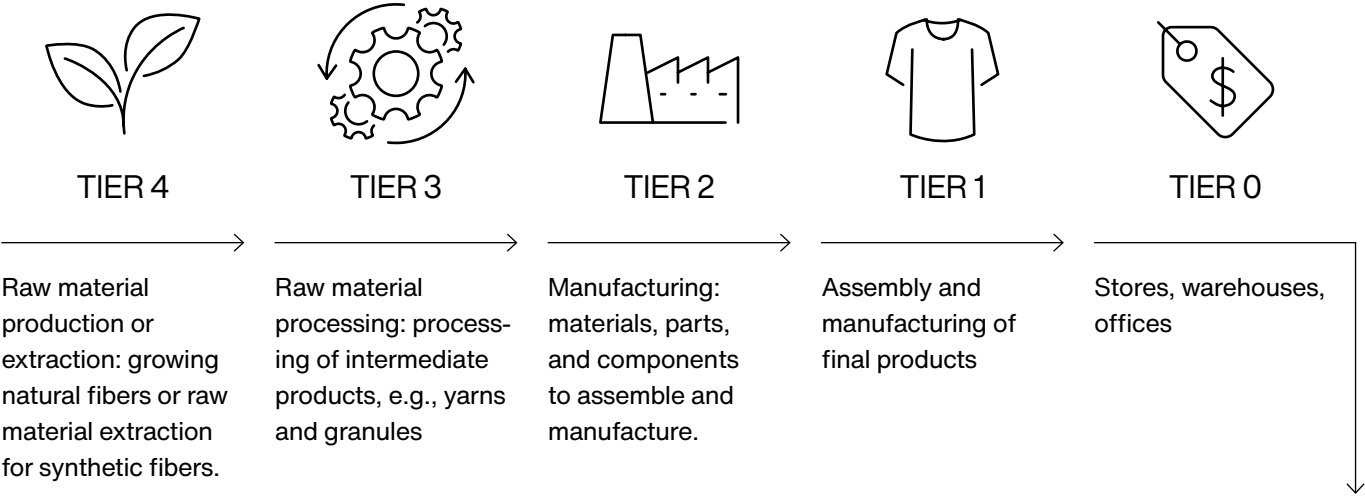 TIER 4
Raw material
production or
extraction: growing
natural fibers or raw
material extraction
for synthetic fibers.
TIER 3
Raw material
processing: process-
ing of intermediate
products, e.g., yarns
and granules
TIER 2
Manufacturing:
materials, parts,
and components
to assemble and
manufacture.
TIER 1
Assembly and
manufacturing of
final products
$
TIER 0
Stores, warehouses,
offices